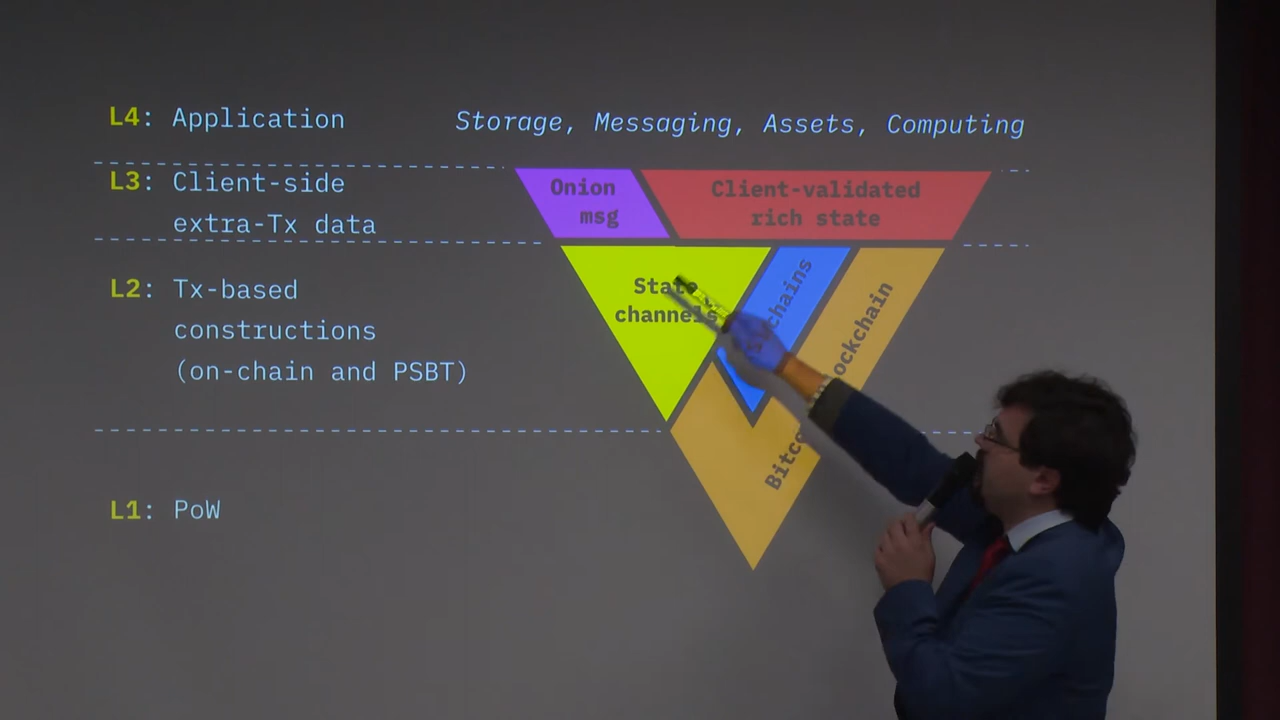 L4: Application
Storage, Messaging, Assets, Computing
L3: Client-side
extra-Tx data
Onion
msg
Client-validated
rich state
L2: Tx-based
constructions
(on-chain and PSBT)
State
channels
L1: PoW